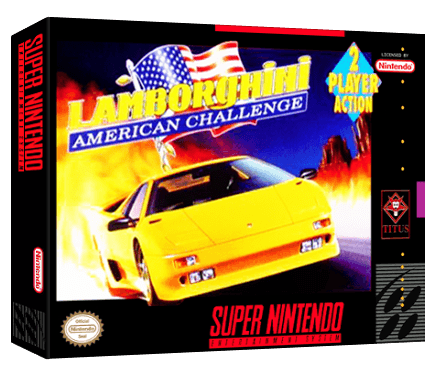 SUPER NINTENDO
ENTERTAINMENT SYSTEM
Nintendo
LAMBORGHINI
AMERICAN CHALLENGE
2
PLAYER
ACTION
LICENSED BY
Nintendo
TITUS
Official
Nintendo
Seal
SUPER NINTENDO
ENTERTAINMENT SYSTEM